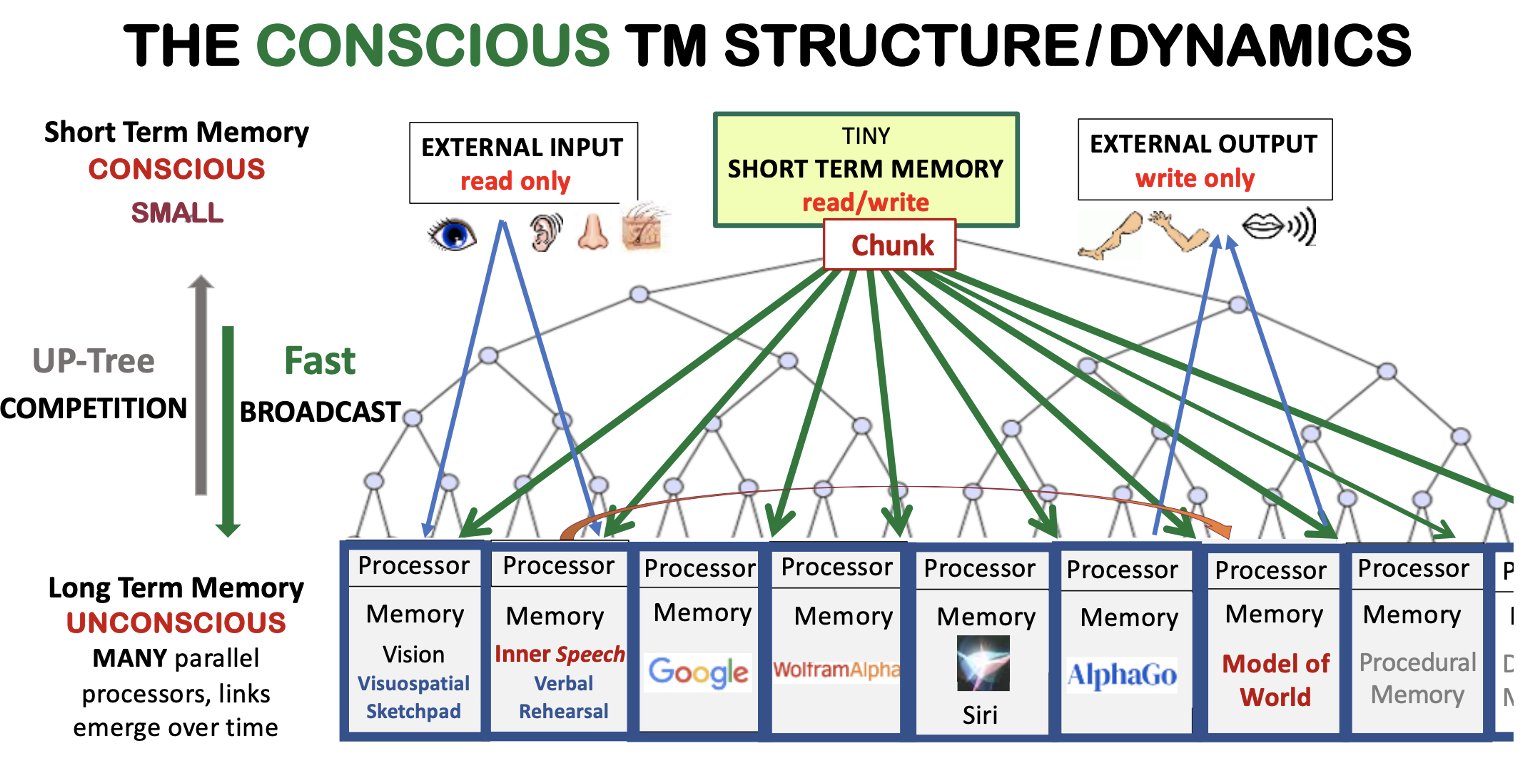 THE CONSCIOUS TM STRUCTURE/DYNAMICS
Short Term Memory
CONSCIOUS
SMALL
EXTERNAL INPUT
read only
TINY
SHORT TERM MEMORY
read/write
Chunk
EXTERNAL OUTPUT
write only
UP-Tree
COMPETITION
Fast
BROADCAST
Long Term Memory
UNCONSCIOUS
MANY parallel
processors, links
emerge over time
Processor
Memory
Vision
Visuospatial
Sketchpad
Processor
Memory
Inner Speech
Verbal
Rehearsal
Processor
Memory
Google
Processor
Memory
WolframAlpha
Processor
Memory
Siri
Processor
Memory
AlphaGo
Processor
Memory
Model of
World
Processor
Memory
Procedural
Memory